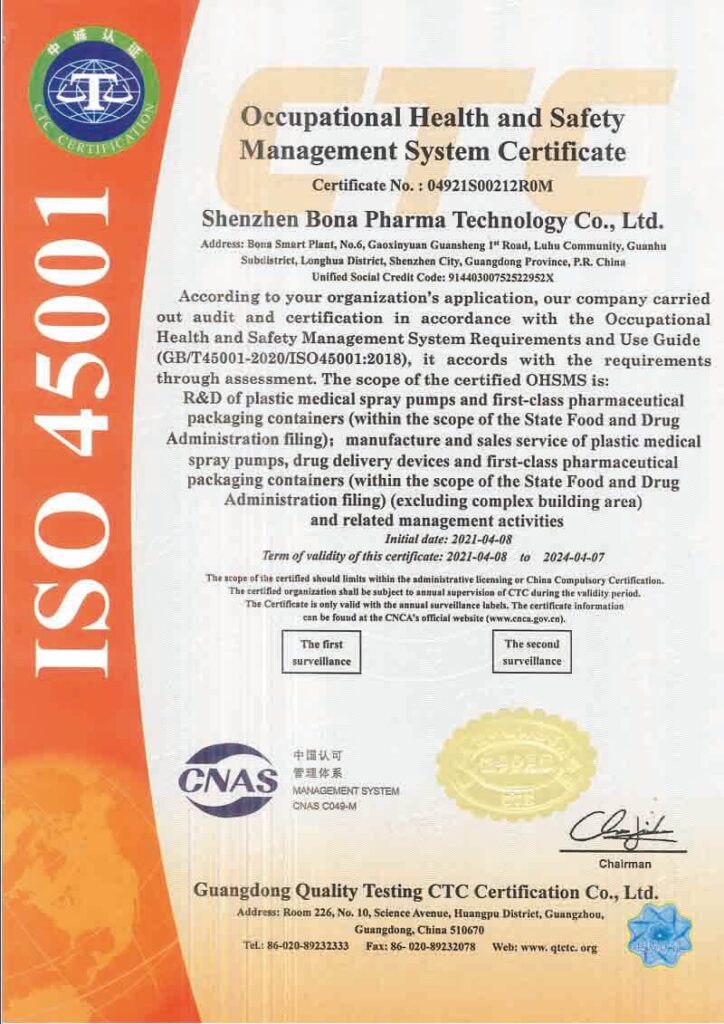 中诚认证
T
CTC CERTIFICATION
ISO 45001
CTC
Occupational Health and Safety
Management System Certificate
Certificate No. : 04921S00212R0M
Shenzhen Bona Pharma Technology Co., Ltd.
Address: Bona Smart Plant, No.6, Gaoxinyuan Guansheng 1st Road, Luhu Community, Guanhu
Subdistrict, Longhua District, Shenzhen City, Guangdong Province, P.R. China
Unified Social Credit Code: 91440300752522952X
According to your organization's application, our company carried
out audit and certification in accordance with the Occupational
Health and Safety Management System Requirements and Use Guide
(GB/T45001-2020/ISO45001:2018), it accords with the requirements
through assessment. The scope of the certified OHSMS is:
R&D of plastic medical spray pumps and first-class pharmaceutical
packaging containers (within the scope of the State Food and Drug
Administration filing); manufacture and sales service of plastic medical
spray pumps, drug delivery devices and first-class pharmaceutical
packaging containers (within the scope of the State Food and Drug
Administration filing) (excluding complex building area)
and related management activities
Initial date: 2021-04-08
Term of validity of this certificate: 2021-04-08 to 2024-04-07
The scope of the certified should limits within the administrative licensing or China Compulsory Certification.
The certified organization shall be subject to annual supervision of CTC during the validity period.
The Certificate is only valid with the annual surveillance labels. The certificate information
can be found at the CNCA's official website (www.cnca.gov.cn).
The first
surveillance
The second
surveillance
CNAS
中国认可
管理体系
MANAGEMENT SYSTEM
CNAS C049-M
Chairman
Guangdong Quality Testing CTC Certification Co., Ltd.
Address: Room 226, No. 10, Science Avenue, Huangpu District, Guangzhou,
Guangdong, China 510670
Tel.: 86-020-89232333 Fax: 86- 020-89232078 Web: www. qtctc. org